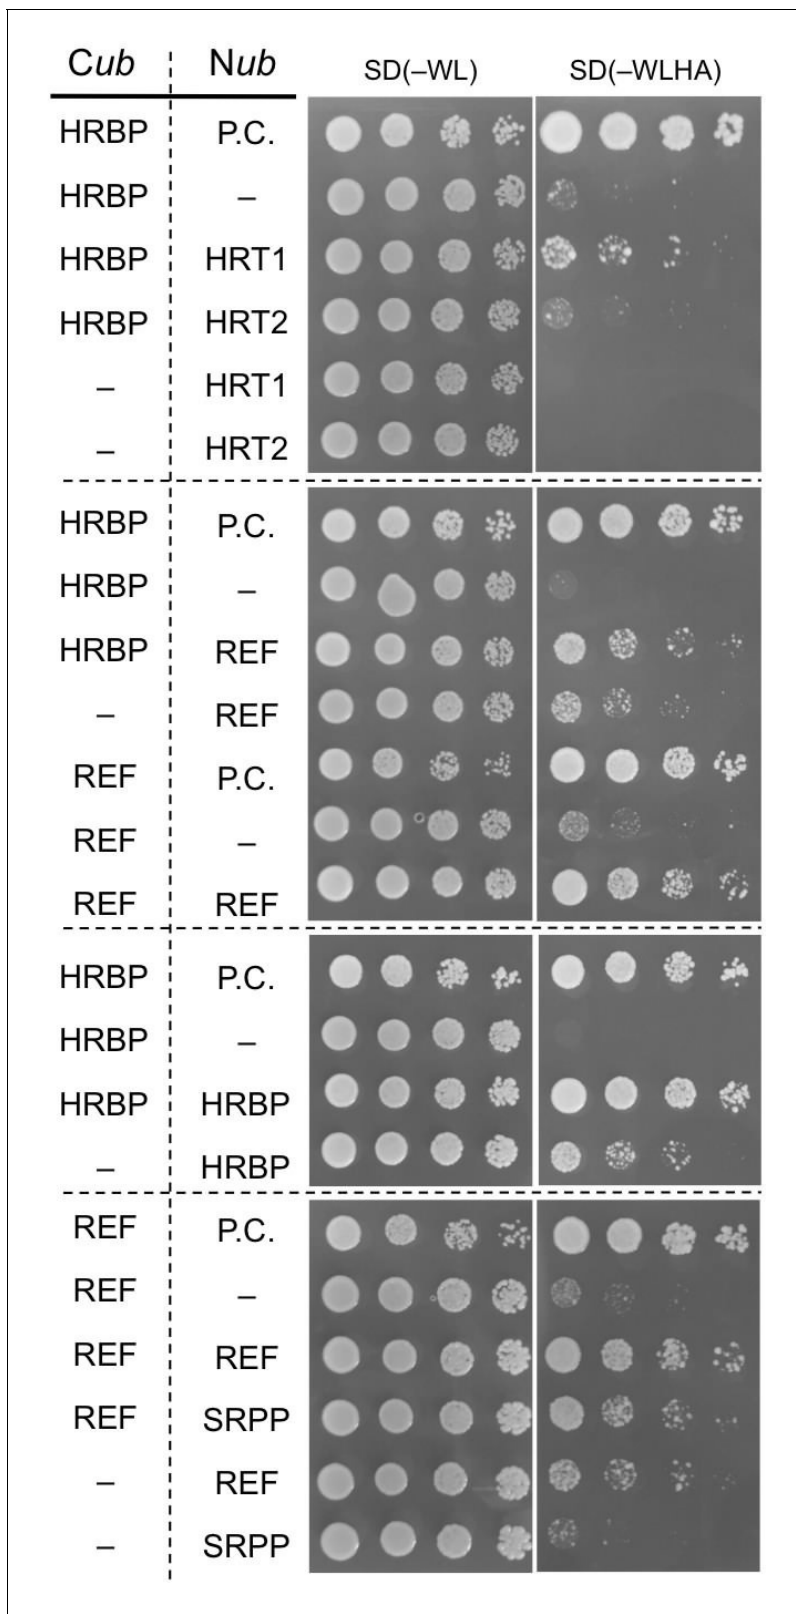 Cub Nub SD(–WL) SD(–WLHA)
HRBP P.C.
HRBP –
HRBP HRT1
HRBP HRT2
– HRT1
– HRT2
HRBP P.C.
HRBP –
HRBP REF
– REF
REF P.C.
REF –
REF REF
HRBP P.C.
HRBP –
HRBP HRBP
– HRBP
REF P.C.
REF –
REF REF
REF SRPP
– REF
– SRPP